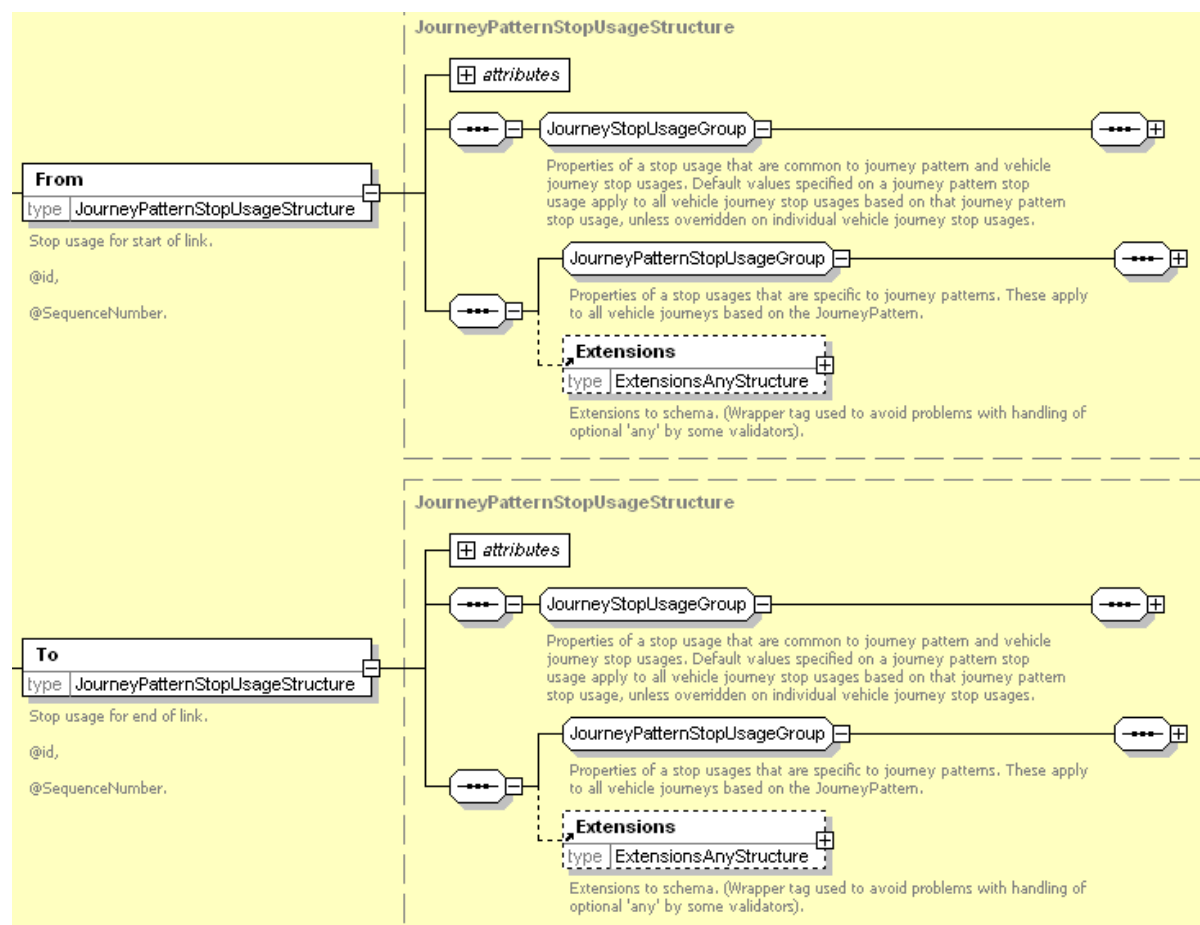 JourneyPatternStopUsageStructure
attributes
JourneyStopUsageGroup
Properties of a stop usage that are common to journey pattern and vehicle
journey stop usages. Default values specified on a journey pattern stop
usage apply to all vehicle journey stop usages based on that journey pattern
stop usage, unless overridden on individual vehicle journey stop usages.
From
type JourneyPatternStopUsageStructure
Stop usage for start of link.
@id,
@SequenceNumber.
JourneyPatternStopUsageGroup
Properties of a stop usages that are specific to journey patterns. These apply
to all vehicle journeys based on the JourneyPattern.
Extensions
type ExtensionsAnyStructure
Extensions to schema. (Wrapper tag used to avoid problems with handling of
optional 'any' by some validators).
JourneyPatternStopUsageStructure
attributes
JourneyStopUsageGroup
Properties of a stop usage that are common to journey pattern and vehicle
journey stop usages. Default values specified on a journey pattern stop
usage apply to all vehicle journey stop usages based on that journey pattern
stop usage, unless overridden on individual vehicle journey stop usages.
To
type JourneyPatternStopUsageStructure
Stop usage for end of link.
@id,
@SequenceNumber.
JourneyPatternStopUsageGroup
Properties of a stop usages that are specific to journey patterns. These apply
to all vehicle journeys based on the JourneyPattern.
Extensions
type ExtensionsAnyStructure
Extensions to schema. (Wrapper tag used to avoid problems with handling of
optional 'any' by some validators).